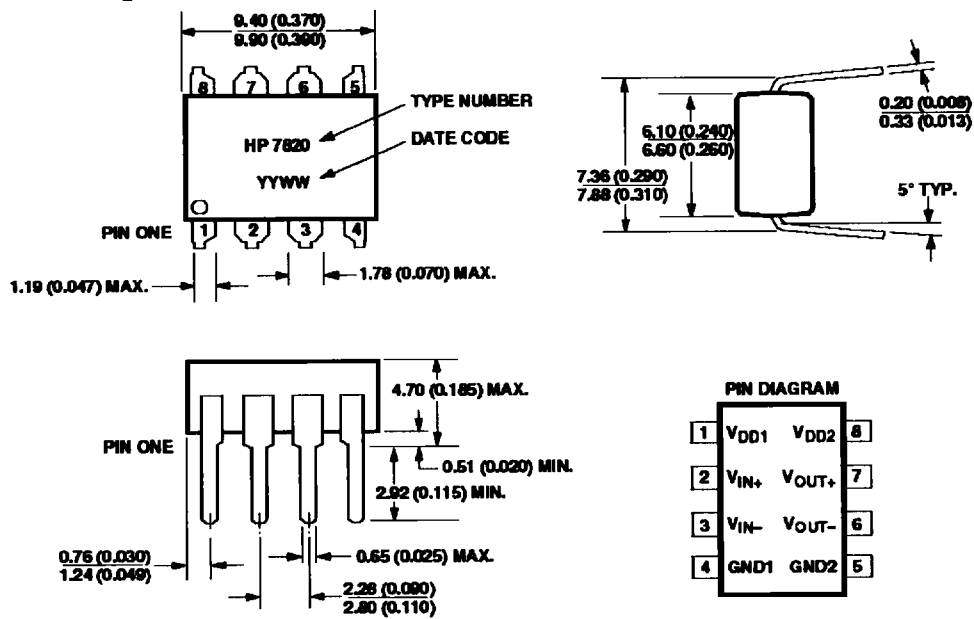 9.40 (0.370)
9.90 (0.390)
8 7 6 5
TYPE NUMBER
HP 7820
DATE CODE
YYWW
PIN ONE
1 2 3 4
1.19 (0.047) MAX.
1.78 (0.070) MAX.
6.10 (0.240)
6.60 (0.260)
7.36 (0.290)
7.88 (0.310)
0.20 (0.008)
0.33 (0.013)
5° TYP.
4.70 (0.185) MAX.
PIN ONE
0.51 (0.020) MIN.
2.92 (0.115) MIN.
0.76 (0.030)
1.24 (0.049)
0.65 (0.025) MAX.
2.28 (0.090)
2.80 (0.110)
PIN DIAGRAM
1 VDD1 VDD2 8
2 VIN+ VOUT+ 7
3 VIN– VOUT– 6
4 GND1 GND2 5